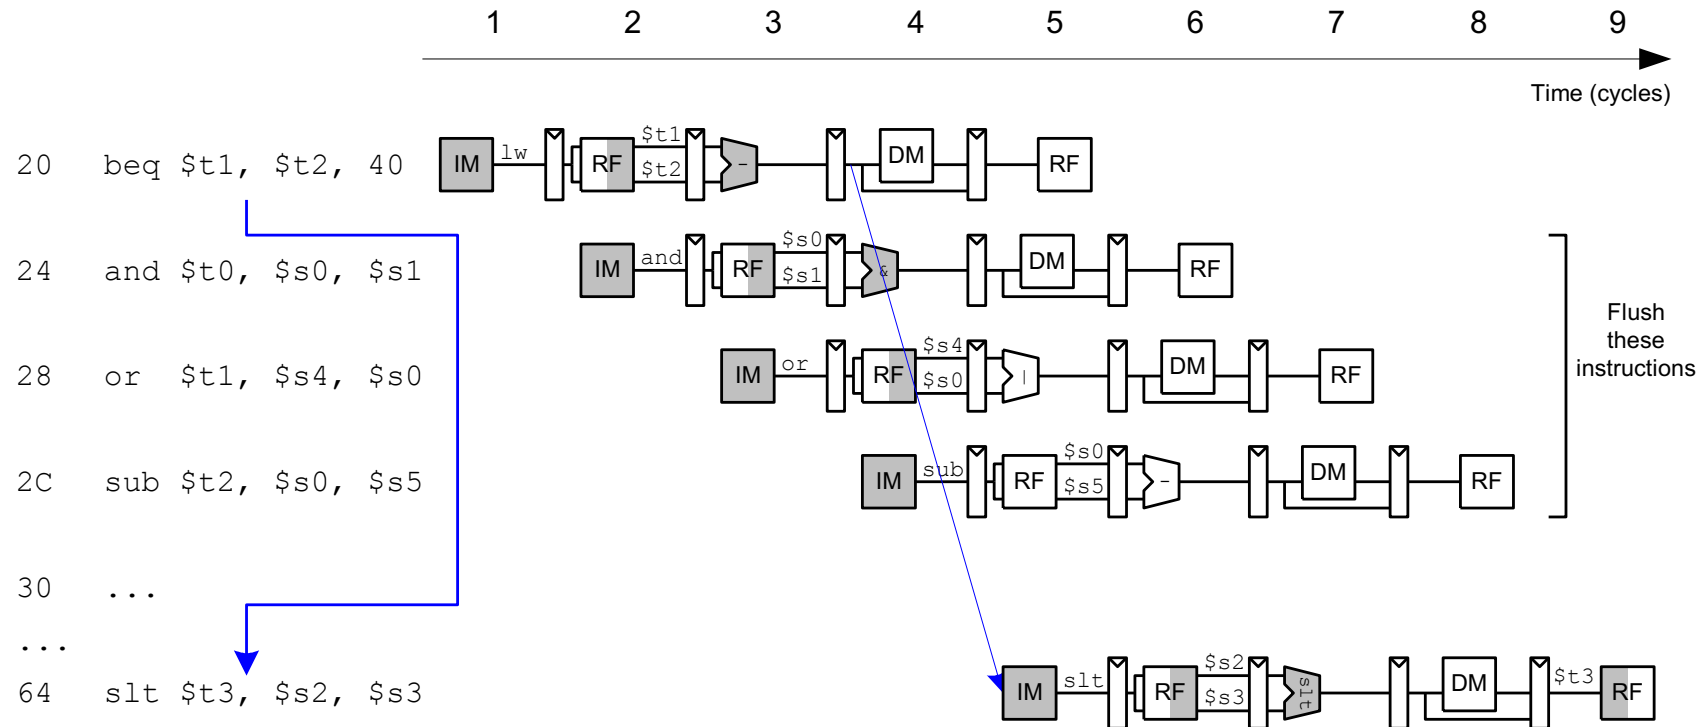 1 2 3 4 5 6 7 8 9
Time (cycles)
20 beq $t1, $t2, 40 IM lw RF $t1 $t2 - DM RF
24 and $t0, $s0, $s1 IM and RF $s0 $s1 & DM RF
28 or $t1, $s4, $s0 IM or RF $s4 $s0 | DM RF
2C sub $t2, $s0, $s5 IM sub RF $s0 $s5 - DM RF
Flush
these
instructions
30 ...
...
64 slt $t3, $s2, $s3 IM slt RF $s2 $s3 slt DM $t3 RF